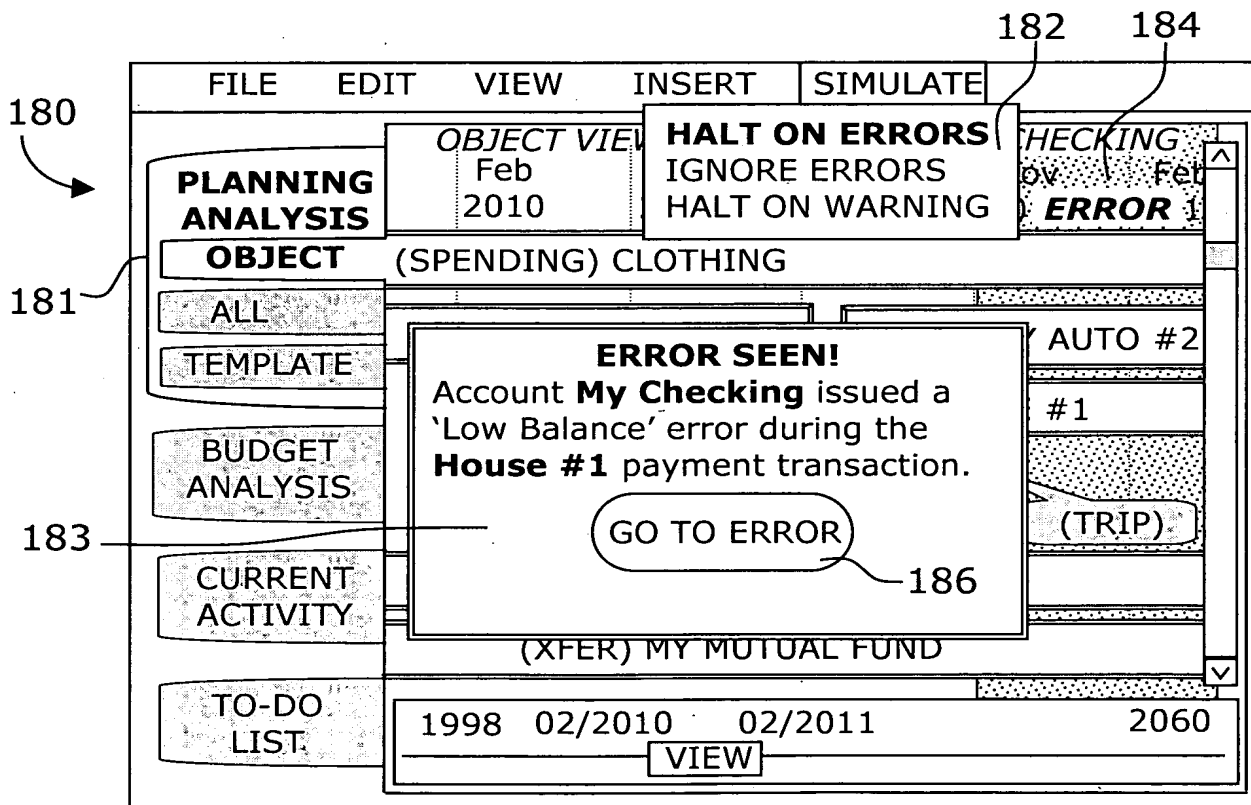 182 184
FILE EDIT VIEW INSERT SIMULATE
180
OBJECT VIE
HALT ON ERRORS
IGNORE ERRORS
HALT ON WARNING
CHECKING
Feb
2010
ov Feb
ERROR 1
PLANNING
ANALYSIS
OBJECT
(SPENDING) CLOTHING
181
ALL
TEMPLATE
Y AUTO #2
#1
ERROR SEEN!
Account My Checking issued a
‘Low Balance’ error during the
House #1 payment transaction.
GO TO ERROR
183
186
(TRIP)
BUDGET
ANALYSIS
CURRENT
ACTIVITY
(XFER) MY MUTUAL FUND
TO-DO
LIST
1998 02/2010 02/2011 2060
VIEW